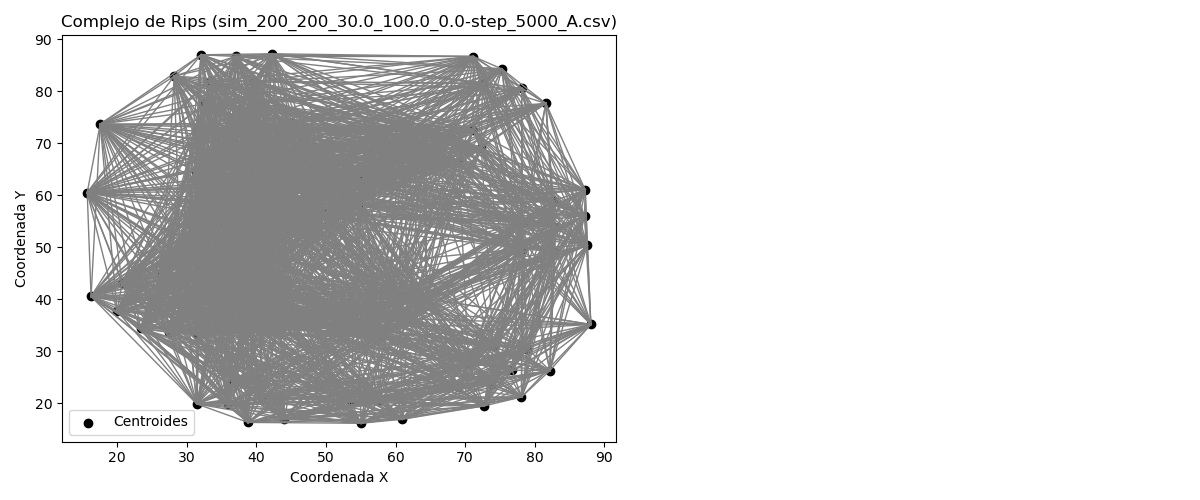 Complejo de Rips (sim_200_200_30.0_100.0_0.0-step_5000_A.csv)
90
80
70
60
50
40
30
20
Coordenada Y
Centroides
20 30 40 50 60 70 80 90
Coordenada X